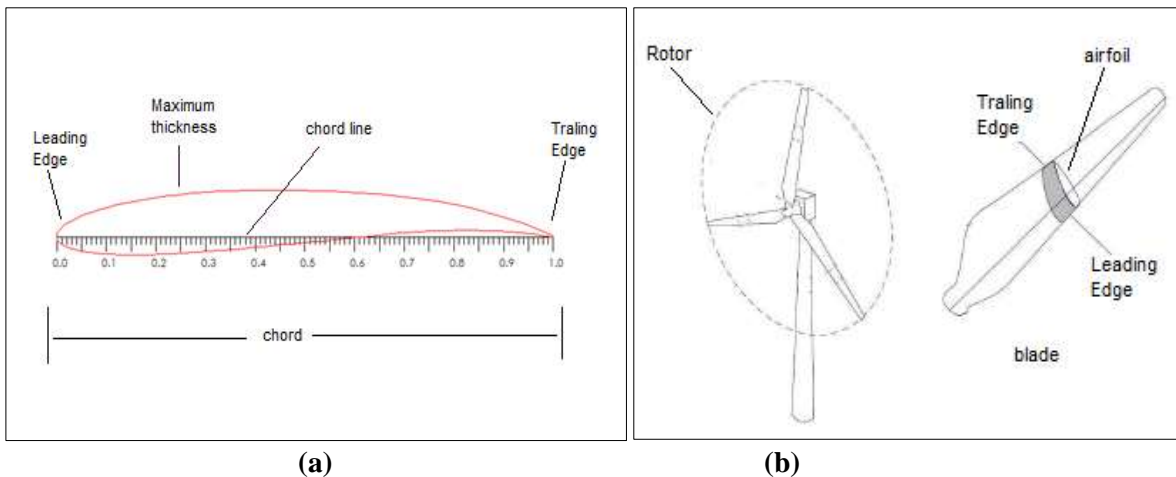 Maximum
thickness
chord line
Leading
Edge
Traling
Edge
0.0 0.1 0.2 0.3 0.4 0.5 0.6 0.7 0.8 0.9 1.0
chord
(a)
Rotor
airfoil
Traling
Edge
Leading
Edge
blade
(b)